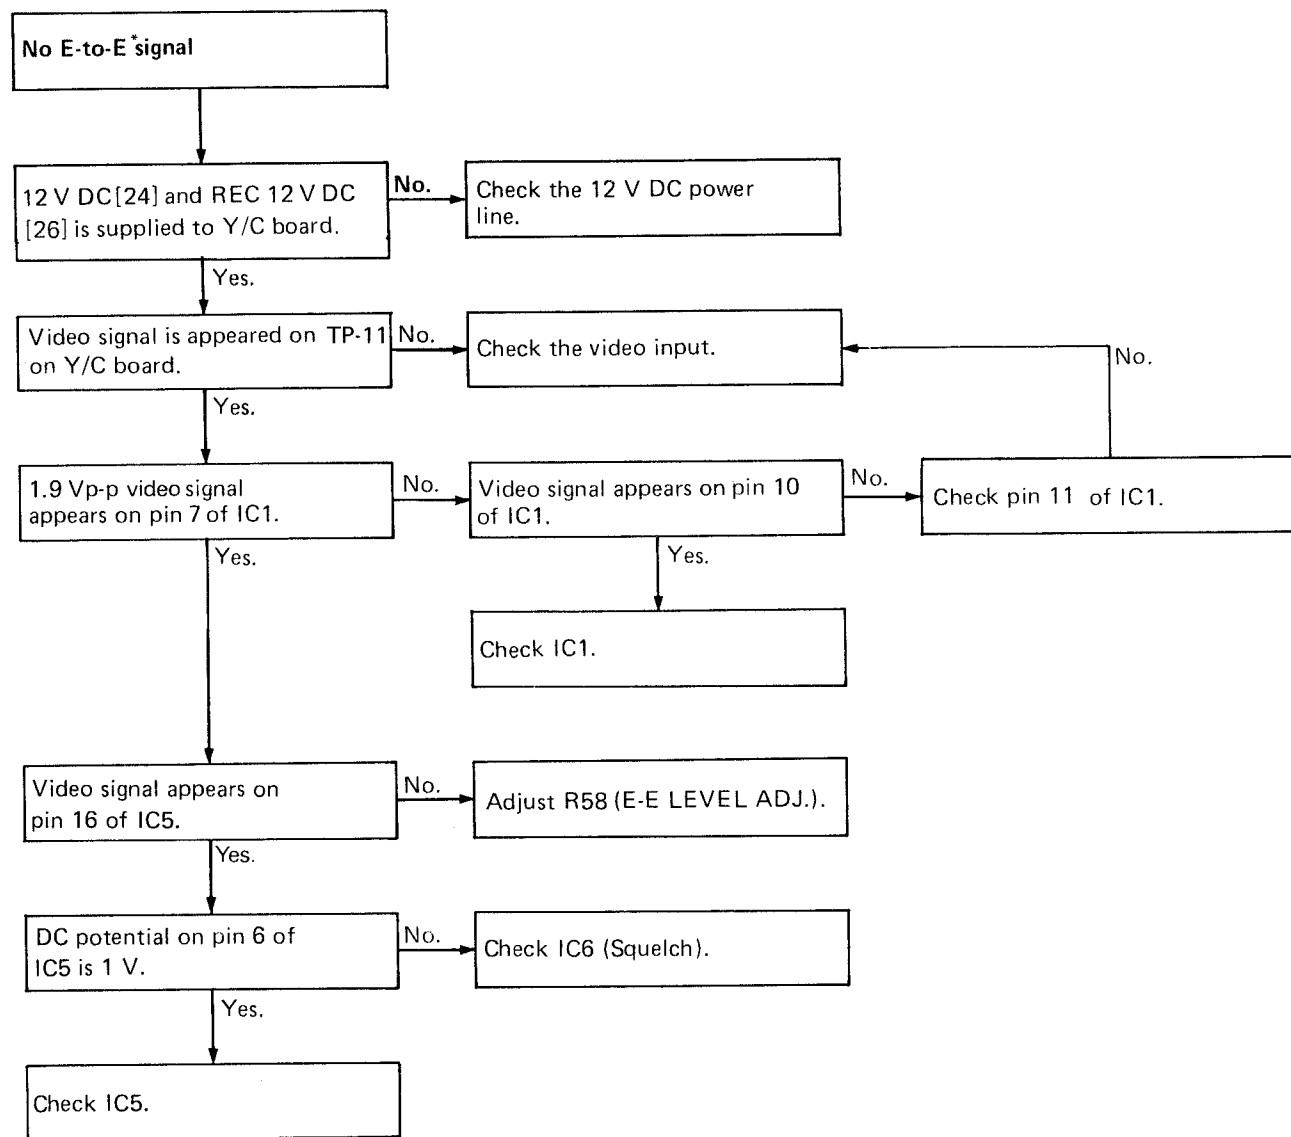 No E-to-E* signal
12 V DC[24] and REC 12 V DC
[26] is supplied to Y/C board.
No.
Check the 12 V DC power
line.
Yes.
Video signal is appeared on TP-11
on Y/C board.
No.
Check the video input.
No.
Yes.
1.9 Vp-p video signal
appears on pin 7 of IC1.
No.
Video signal appears on pin 10
of IC1.
No.
Check pin 11 of IC1.
Yes.
Yes.
Check IC1.
Video signal appears on
pin 16 of IC5.
No.
Adjust R58 (E-E LEVEL ADJ.).
Yes.
DC potential on pin 6 of
IC5 is 1 V.
No.
Check IC6 (Squelch).
Yes.
Check IC5.